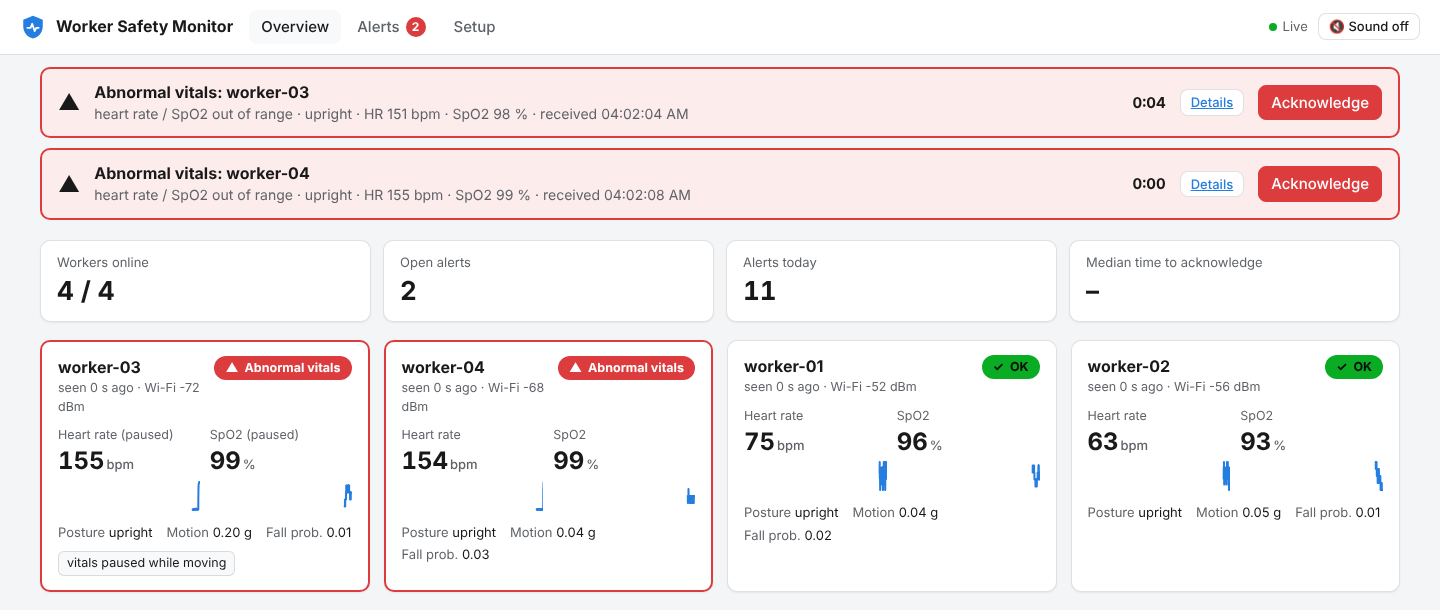 Worker Safety Monitor
Overview
Alerts 2
Setup
Live
Sound off
Abnormal vitals: worker-03
heart rate / SpO2 out of range · upright · HR 151 bpm · SpO2 98 % · received 04:02:04 AM
0:04
Details
Acknowledge
Abnormal vitals: worker-04
heart rate / SpO2 out of range · upright · HR 155 bpm · SpO2 99 % · received 04:02:08 AM
0:00
Details
Acknowledge
Workers online
4 / 4
Open alerts
2
Alerts today
11
Median time to acknowledge
–
worker-03
Abnormal vitals
seen 0 s ago · Wi-Fi -72
dBm
Heart rate (paused)
SpO2 (paused)
155 bpm
99 %
Posture upright Motion 0.20 g Fall prob. 0.01
vitals paused while moving
worker-04
Abnormal vitals
seen 0 s ago · Wi-Fi -68
dBm
Heart rate
SpO2
154 bpm
99 %
Posture upright Motion 0.04 g
Fall prob. 0.03
worker-01
OK
seen 0 s ago · Wi-Fi -52 dBm
Heart rate
SpO2
75 bpm
96 %
Posture upright Motion 0.04 g
Fall prob. 0.02
worker-02
OK
seen 0 s ago · Wi-Fi -56 dBm
Heart rate
SpO2
63 bpm
93 %
Posture upright Motion 0.05 g Fall prob. 0.01